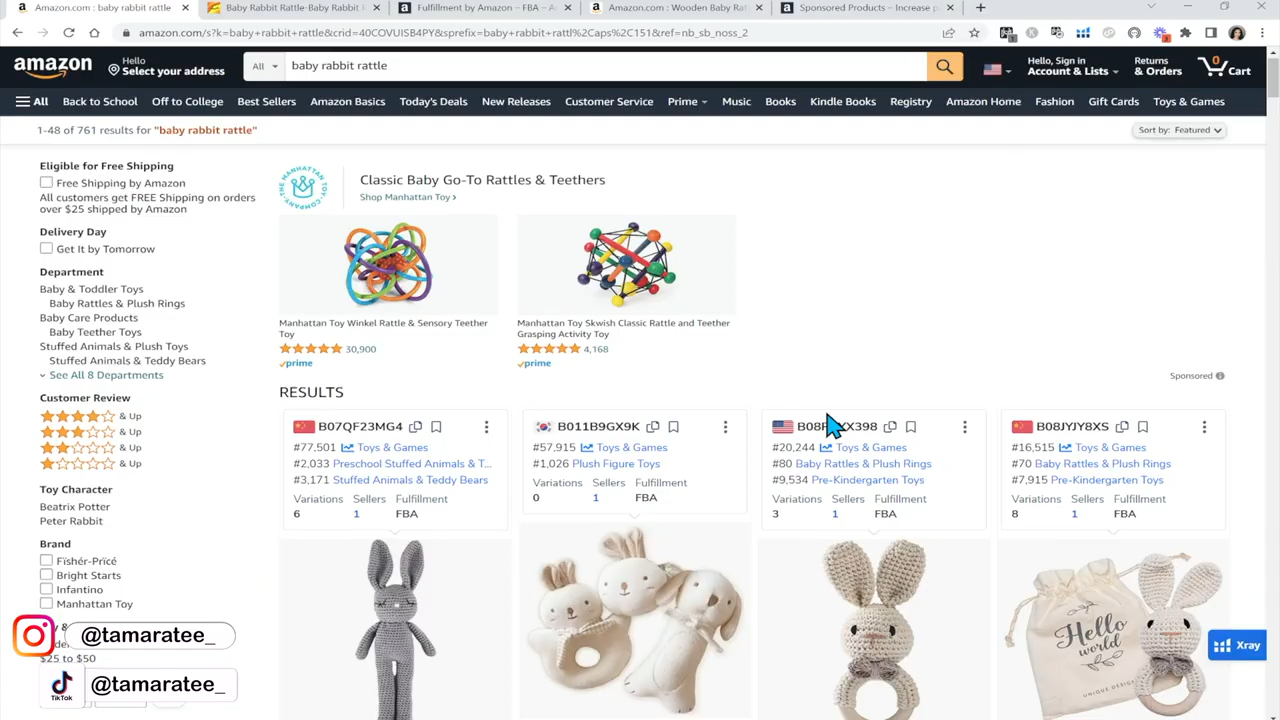 Amazon.com : baby rabbit rattle
Baby Rabbit Rattle-Baby Rabbit
Fulfillment by Amazon – FBA – A
Amazon.com : Wooden Baby Rat
Sponsored Products – Increase p
amazon.com/s?k=baby+rabbit+rattle&crid=40COVUISB4PY&sprefix=baby+rabbit+rattl%2Caps%2C151&ref=nb_sb_noss_2
amazon
Hello
Select your address
All
baby rabbit rattle
Hello, Sign in
Account & Lists
Returns
& Orders
0
Cart
All
Back to School
Off to College
Best Sellers
Amazon Basics
Today's Deals
New Releases
Customer Service
Prime
Music
Books
Kindle Books
Registry
Amazon Home
Fashion
Gift Cards
Toys & Games
1-48 of 761 results for "baby rabbit rattle"
Sort by: Featured
Eligible for Free Shipping
Free Shipping by Amazon
All customers get FREE Shipping on orders
over $25 shipped by Amazon
Delivery Day
Get It by Tomorrow
Department
Baby & Toddler Toys
Baby Rattles & Plush Rings
Baby Care Products
Baby Teether Toys
Stuffed Animals & Plush Toys
Stuffed Animals & Teddy Bears
See All 8 Departments
Customer Review
& Up
& Up
& Up
& Up
Toy Character
Beatrix Potter
Peter Rabbit
Brand
Fïshér-Prïcé
Bright Starts
Infantino
Manhattan Toy
$25 to $50
@tamaratee_
TikTok
@tamaratee_
THE MANHATTAN TOY COMPANY
Classic Baby Go-To Rattles & Teethers
Shop Manhattan Toy ›
Manhattan Toy Winkel Rattle & Sensory Teether
Toy
30,900
prime
Manhattan Toy Skwish Classic Rattle and Teether
Grasping Activity Toy
4,168
prime
Sponsored
RESULTS
B07QF23MG4
#77,501 Toys & Games
#2,033 Preschool Stuffed Animals & T...
#3,171 Stuffed Animals & Teddy Bears
Variations Sellers Fulfillment
6 1 FBA
B011B9GX9K
#57,915 Toys & Games
#1,026 Plush Figure Toys
Variations Sellers Fulfillment
0 1 FBA
#20,244 Toys & Games
#80 Baby Rattles & Plush Rings
#9,534 Pre-Kindergarten Toys
Variations Sellers Fulfillment
3 1 FBA
B08JYJY8XS
#16,515 Toys & Games
#70 Baby Rattles & Plush Rings
#7,915 Pre-Kindergarten Toys
Variations Sellers Fulfillment
8 1 FBA
Hello
world
UNIQUE DESIGN
Xray